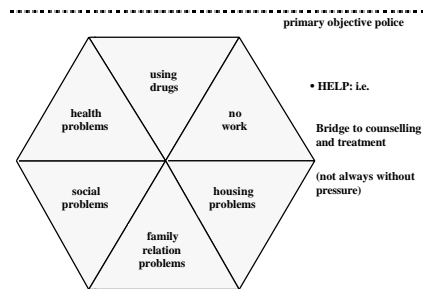 primary objective police
using
drugs
• HELP: i.e.
health
problems
no
work
Bridge to counselling
and treatment
social
problems
housing
problems
(not always without
pressure)
family
relation
problems